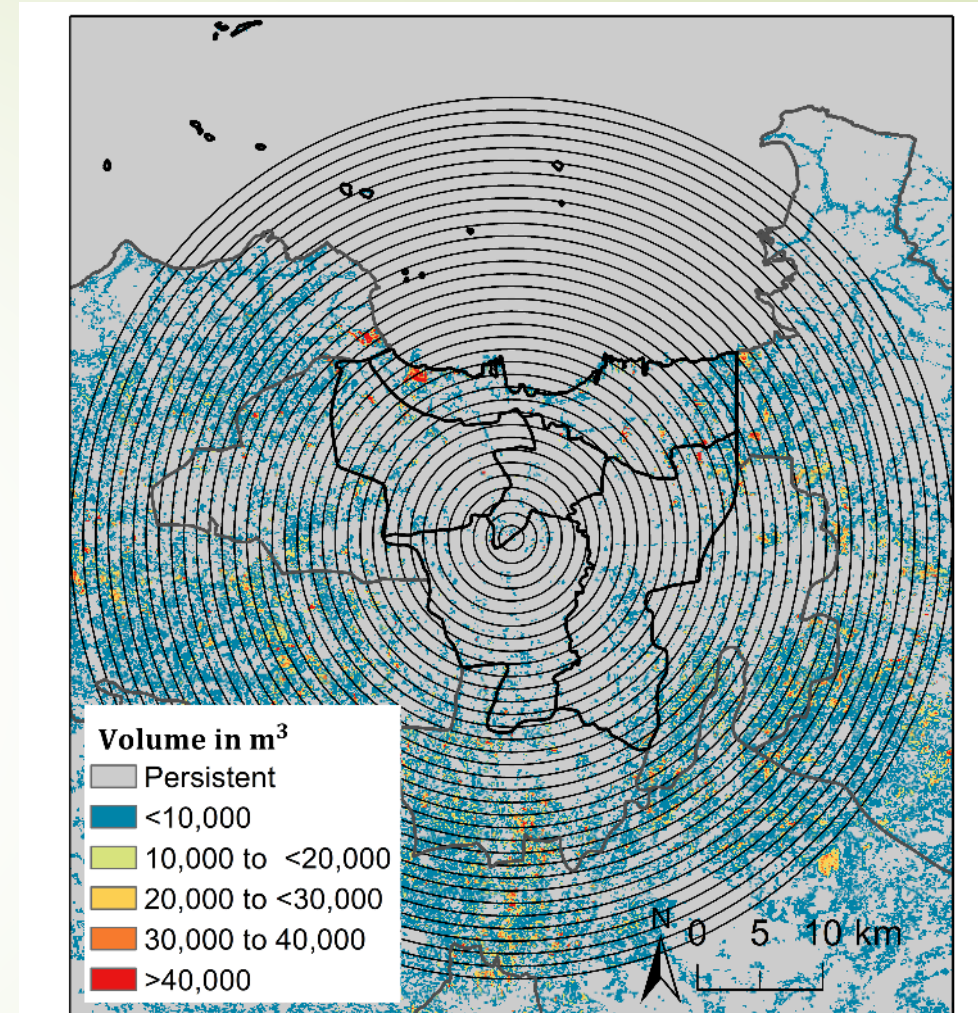 Volume in m³
Persistent
<10,000
10,000 to <20,000
20,000 to <30,000
30,000 to 40,000
>40,000
N
0 5 10 km